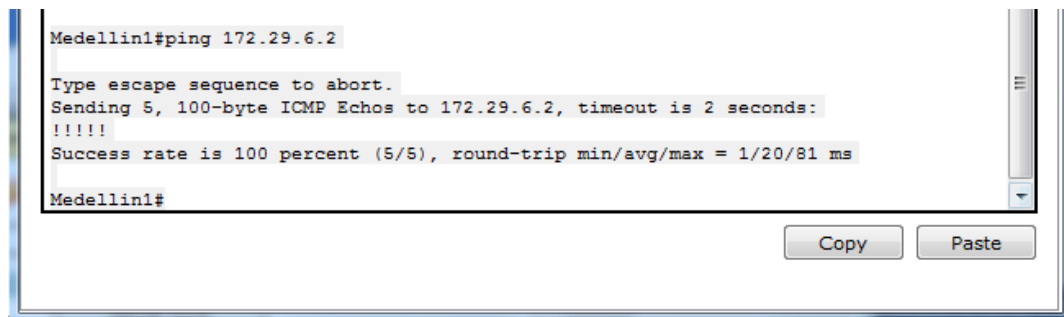 Medellin1#ping 172.29.6.2
Type escape sequence to abort.
Sending 5, 100-byte ICMP Echos to 172.29.6.2, timeout is 2 seconds:
!!!!!
Success rate is 100 percent (5/5), round-trip min/avg/max = 1/20/81 ms
Medellin1#
Copy Paste